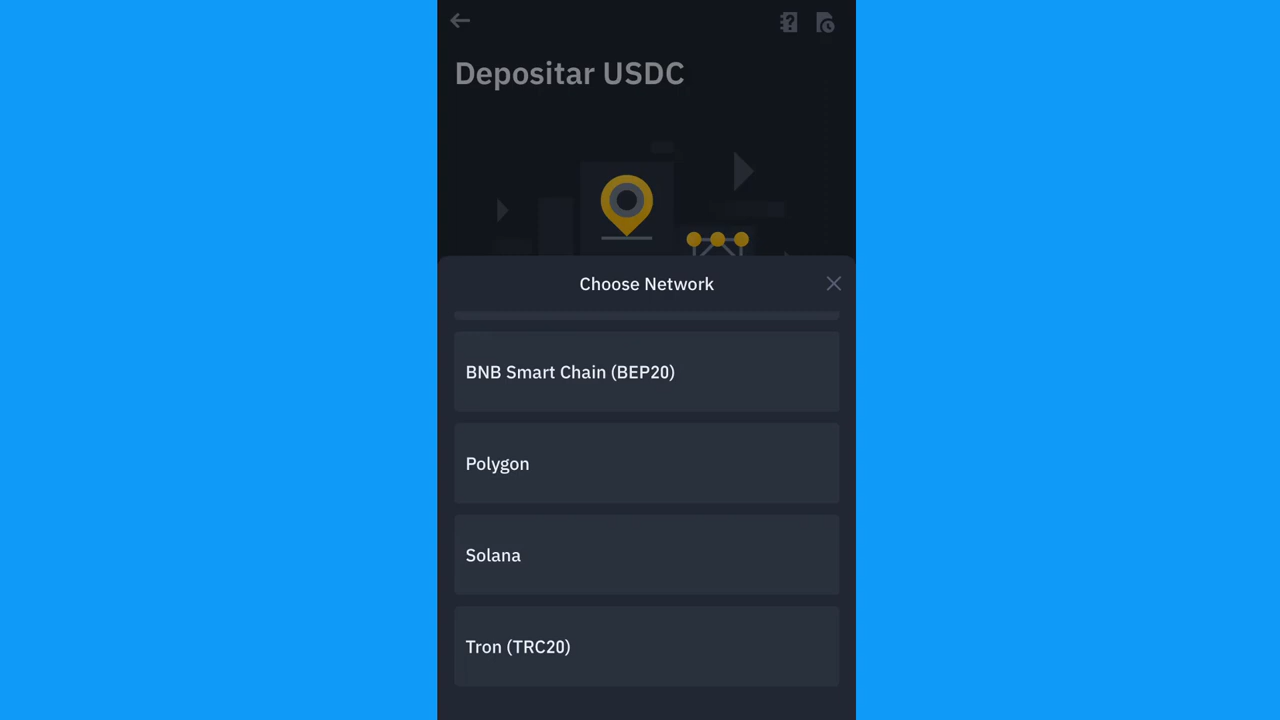 Depositar USDC
Choose Network
BNB Smart Chain (BEP20)
Polygon
Solana
Tron (TRC20)